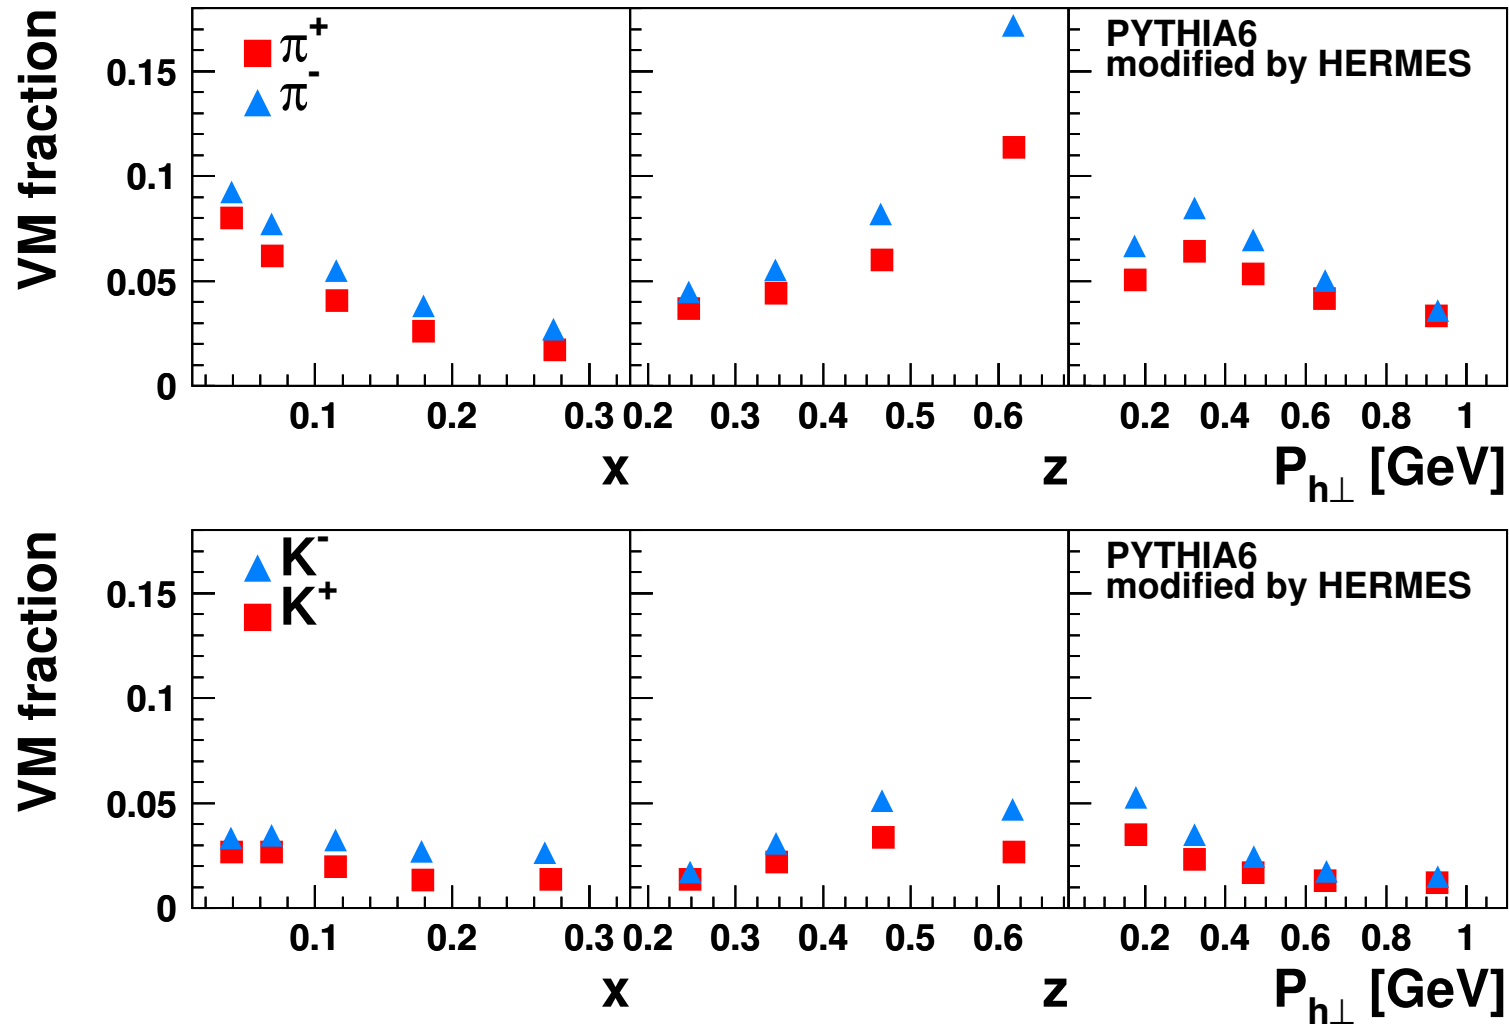 VM fraction
0.15
0.1
0.05
0
π+
π-
PYTHIA6
modified by HERMES
0.1 0.2 0.3 0.2 0.3 0.4 0.5 0.6 0.2 0.4 0.6 0.8 1
x z Ph⊥ [GeV]
VM fraction
0.15
0.1
0.05
0
K-
K+
PYTHIA6
modified by HERMES
0.1 0.2 0.3 0.2 0.3 0.4 0.5 0.6 0.2 0.4 0.6 0.8 1
x z Ph⊥ [GeV]